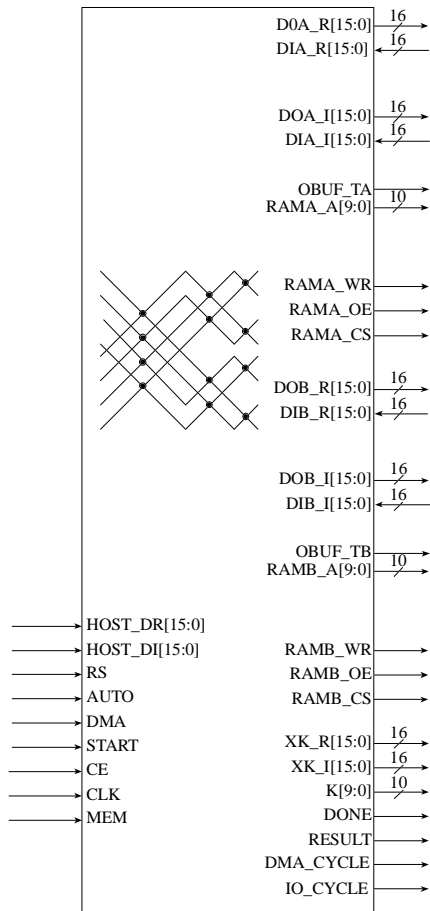 D0A_R[15:0] 16
DIA_R[15:0] 16
DOA_I[15:0] 16
DIA_I[15:0] 16
OBUF_TA
RAMA_A[9:0] 10
RAMA_WR
RAMA_OE
RAMA_CS
DOB_R[15:0] 16
DIB_R[15:0] 16
DOB_I[15:0] 16
DIB_I[15:0] 16
OBUF_TB
RAMB_A[9:0] 10
HOST_DR[15:0]
HOST_DI[15:0]
RS
AUTO
DMA
START
CE
CLK
MEM
RAMB_WR
RAMB_OE
RAMB_CS
XK_R[15:0] 16
XK_I[15:0] 16
K[9:0] 10
DONE
RESULT
DMA_CYCLE
IO_CYCLE